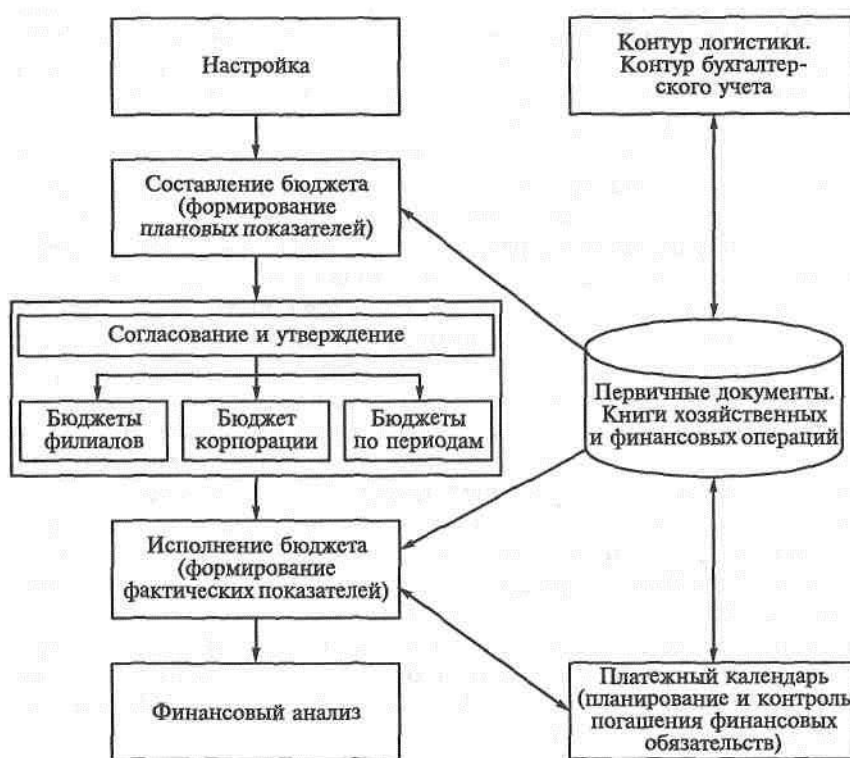 Настройка
Контур логистики.
Контур бухгалтер-
ского учета
Составление бюджета
(формирование
плановых показателей)
Согласование и утверждение
Бюджеты
филиалов
Бюджет
корпорации
Бюджеты
по периодам
Первичные документы.
Книги хозяйственных
и финансовых операций
Исполнение бюджета
(формирование
фактических показателей)
Финансовый анализ
Платежный календарь
(планирование и контроль
погашения финансовых
обязательств)